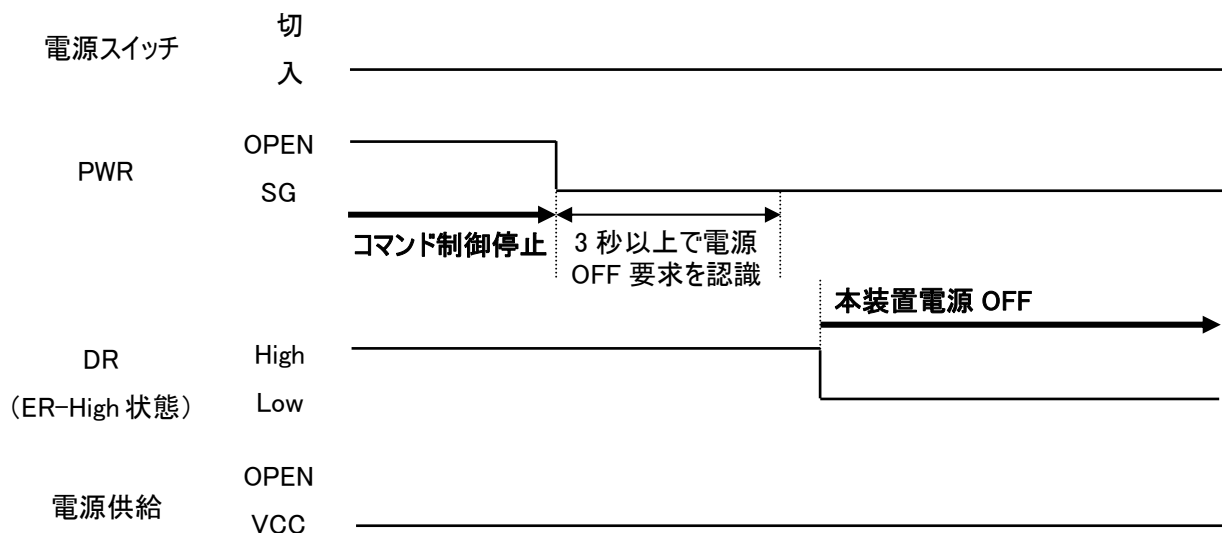 切
電源スイッチ
入
OPEN
PWR
SG
コマンド制御停止
3 秒以上で電源
OFF 要求を認識
本装置電源 OFF
High
DR
（ER-High 状態）
Low
OPEN
電源供給
VCC